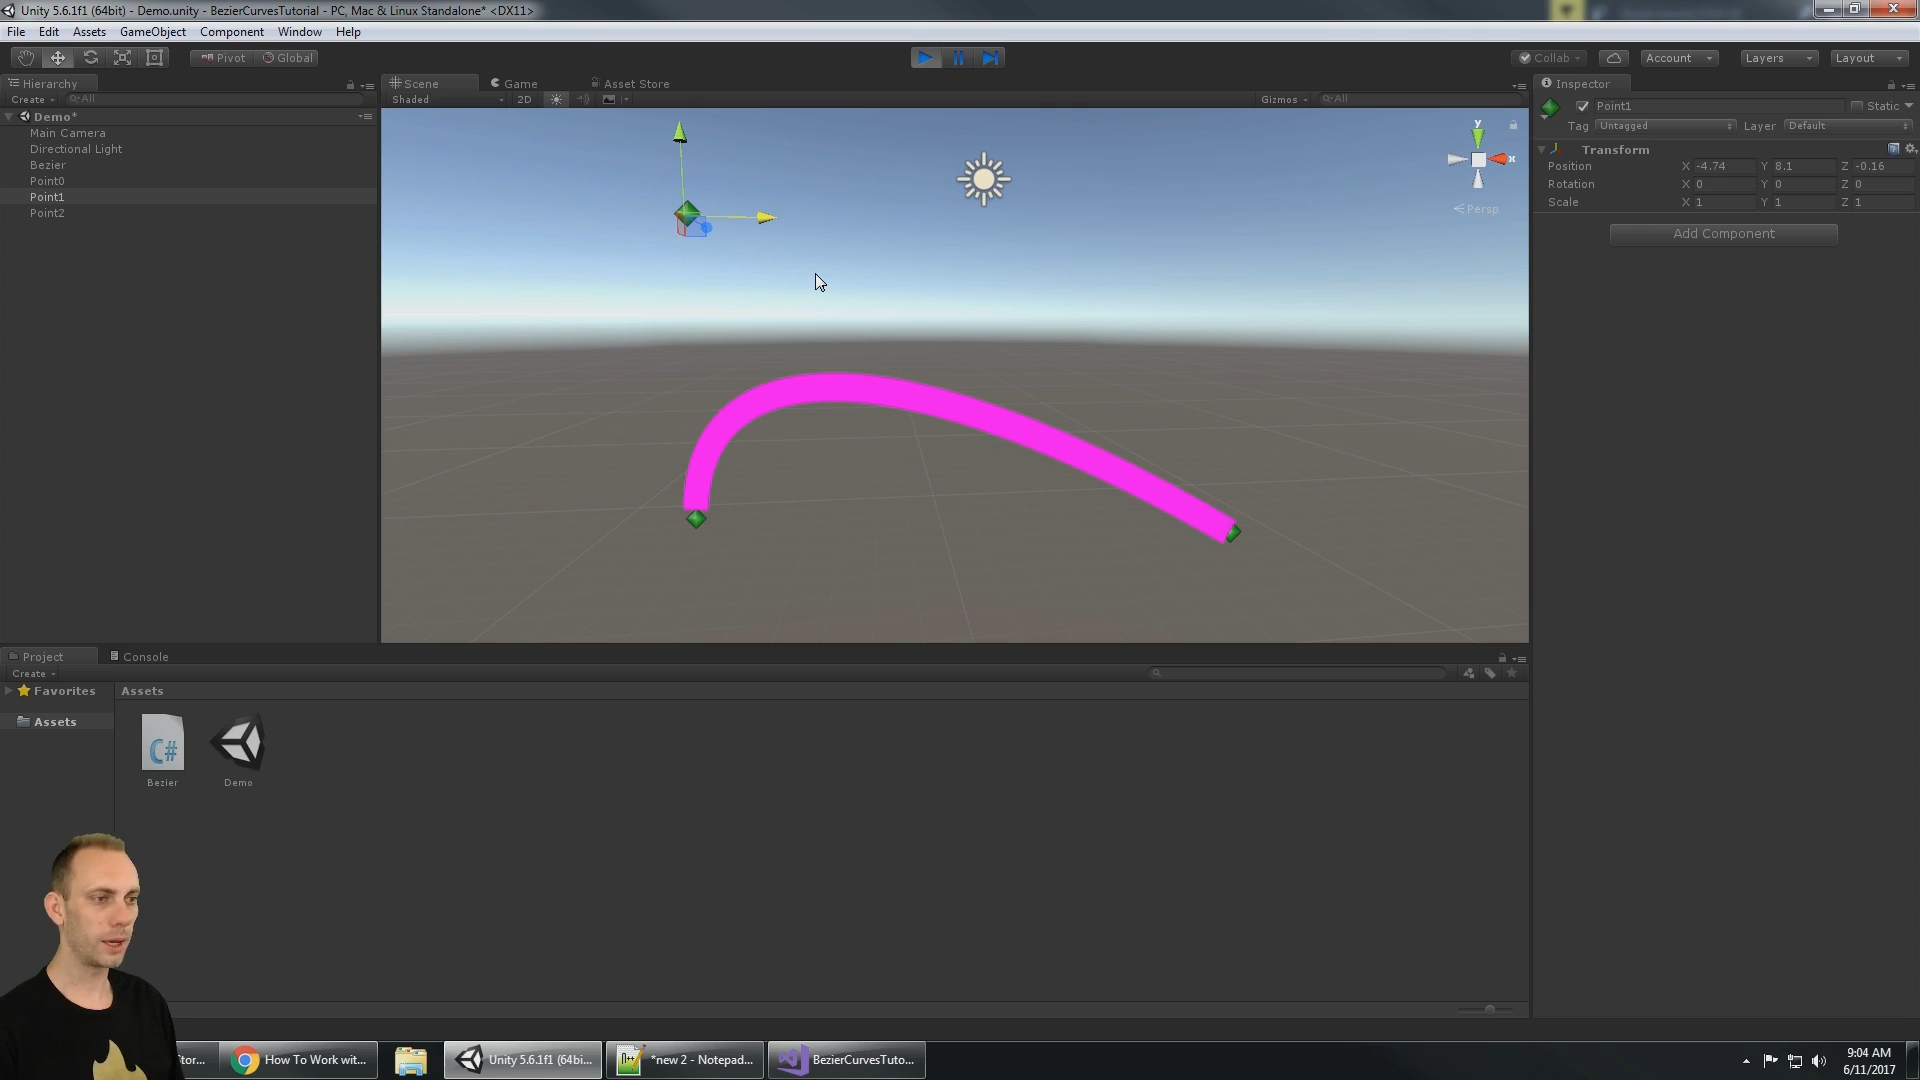 Unity 5.6.1f1 (64bit) - Demo.unity - BezierCurvesTutorial - PC, Mac & Linux Standalone* <DX11>
File Edit Assets GameObject Component Window Help
Pivot Global Collab Account Layers Layout
Hierarchy
Create All
Demo*
Main Camera
Directional Light
Bezier
Point0
Point1
Point2
Scene Game Asset Store
Shaded 2D Gizmos All
y
x
Persp
Inspector
Point1 Static
Tag Untagged Layer Default
Transform
Position X -4.74 Y 8.1 Z -0.16
Rotation X 0 Y 0 Z 0
Scale X 1 Y 1 Z 1
Add Component
Project Console
Create
Favorites
Assets
Assets
C#
Bezier Demo
tor... How To Work wit... Unity 5.6.1f1 (64bi... *new 2 - Notepad... BezierCurvesTuto...
9:04 AM
6/11/2017